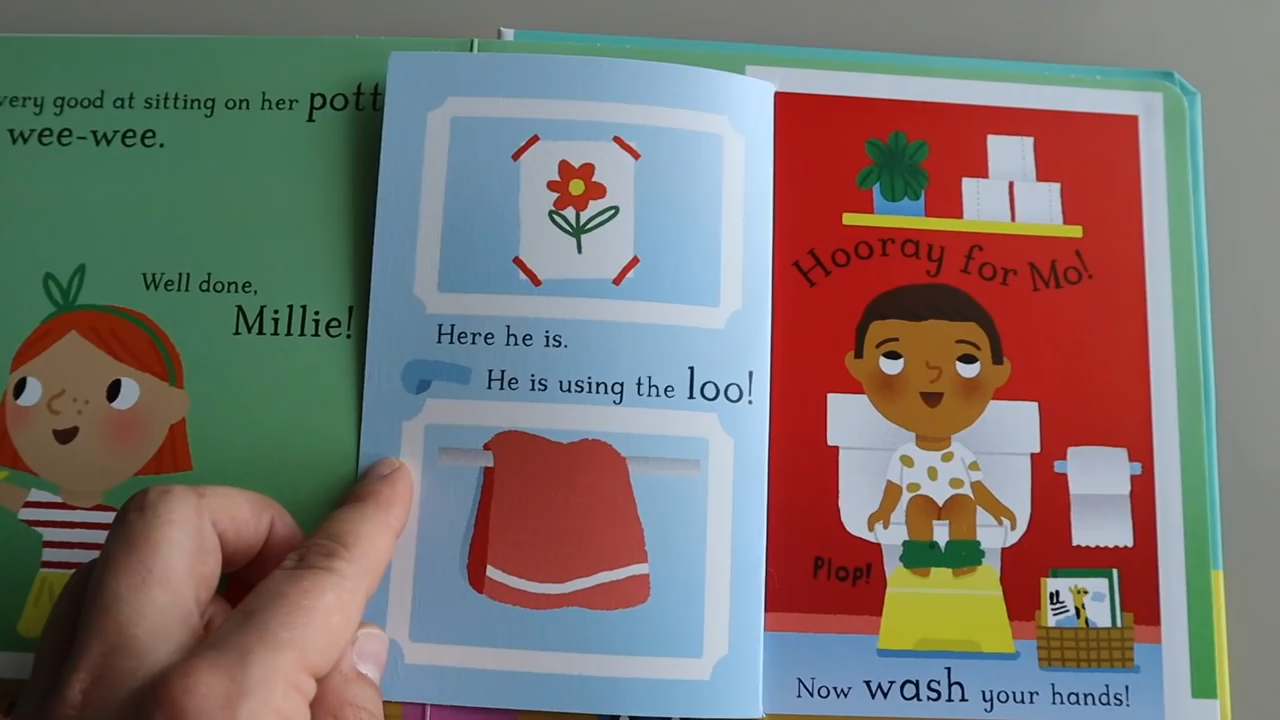 very good at sitting on her pott
wee-wee.
Well done,
Millie!
Here he is.
He is using the loo!
Hooray for Mo!
Plop!
Now wash your hands!